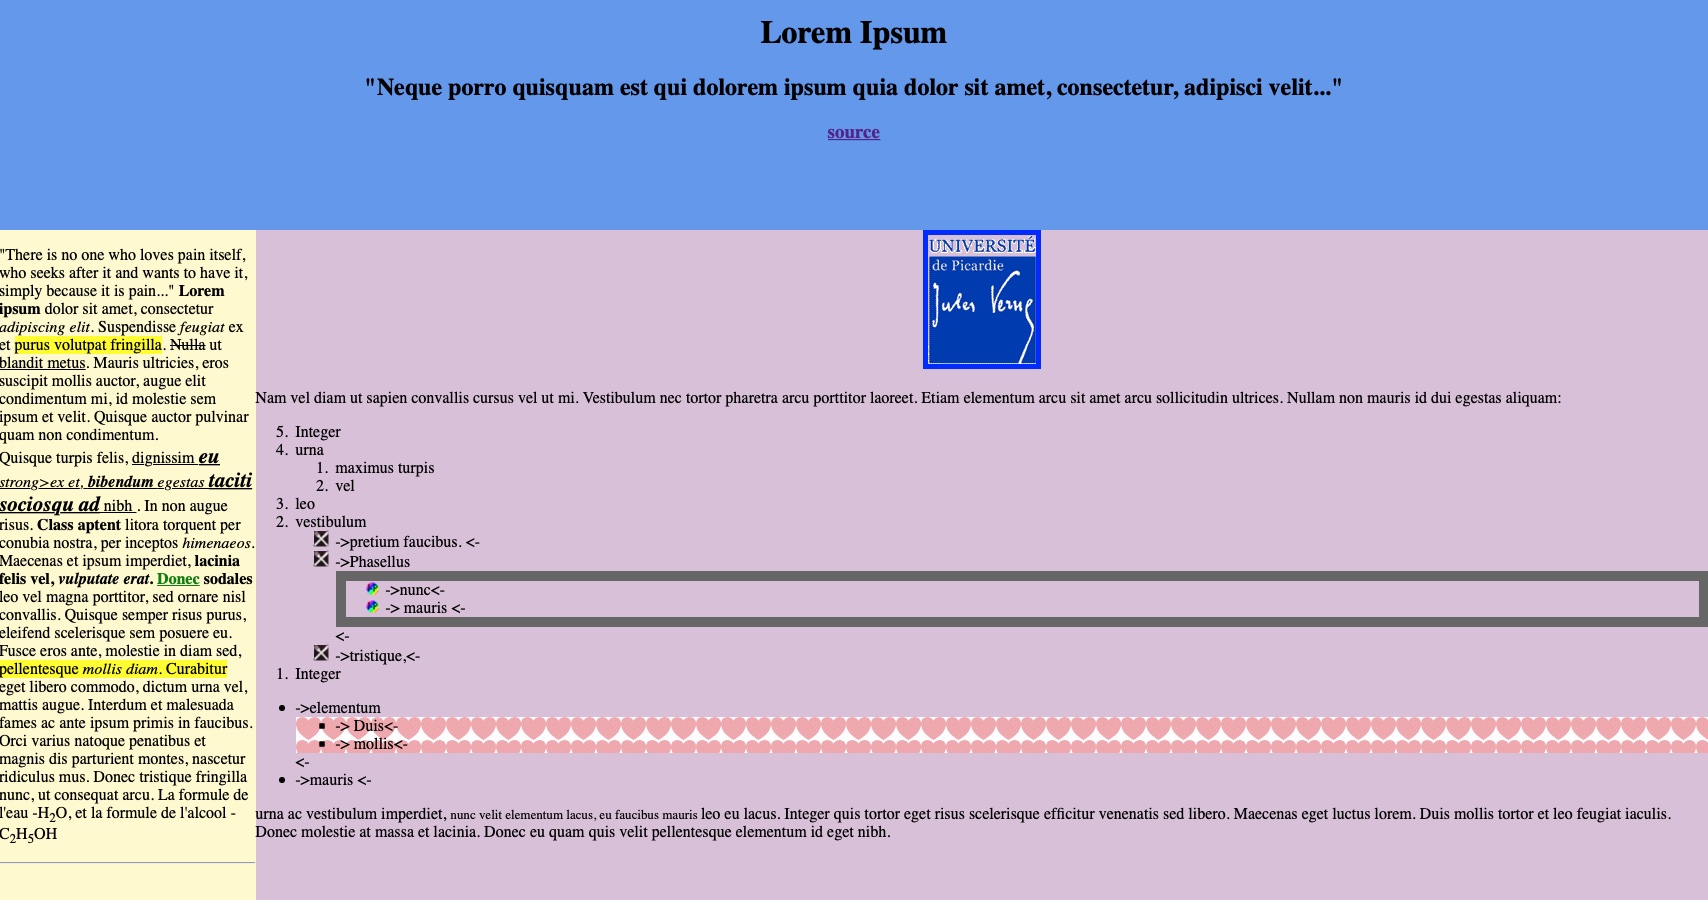 Lorem Ipsum
"Neque porro quisquam est qui dolorem ipsum quia dolor sit amet, consectetur, adipisci velit..."
source
"There is no one who loves pain itself,
who seeks after it and wants to have it,
simply because it is pain..." Lorem
ipsum dolor sit amet, consectetur
adipiscing elit. Suspendisse feugiat ex
et purus volutpat fringilla. Nulla ut
blandit metus. Mauris ultricies, eros
suscipit mollis auctor, augue elit
condimentum mi, id molestie sem
ipsum et velit. Quisque auctor pulvinar
quam non condimentum.
Quisque turpis felis, dignissim eu
strong>ex et, bibendum egestas taciti
sociosqu ad nibh . In non augue
risus. Class aptent litora torquent per
conubia nostra, per inceptos himenaeos.
Maecenas et ipsum imperdiet, lacinia
felis vel, vulputate erat. Donec sodales
leo vel magna porttitor, sed ornare nisl
convallis. Quisque semper risus purus,
eleifend scelerisque sem posuere eu.
Fusce eros ante, molestie in diam sed,
pellentesque mollis diam. Curabitur
eget libero commodo, dictum urna vel,
mattis augue. Interdum et malesuada
fames ac ante ipsum primis in faucibus.
Orci varius natoque penatibus et
magnis dis parturient montes, nascetur
ridiculus mus. Donec tristique fringilla
nunc, ut consequat arcu. La formule de
l'eau -H₂O, et la formule de l'alcool -
C₂H₅OH
UNIVERSITÉ
de Picardie
Jules Verne
Nam vel diam ut sapien convallis cursus vel ut mi. Vestibulum nec tortor pharetra arcu porttitor laoreet. Etiam elementum arcu sit amet arcu sollicitudin ultrices. Nullam non mauris id dui egestas aliquam:
5. Integer
4. urna
1. maximus turpis
2. vel
3. leo
2. vestibulum
->pretium faucibus. <-
->Phasellus
->nunc<-
-> mauris <-
<-
->tristique,<-
1. Integer
->elementum
-> Duis<-
-> mollis<-
<-
->mauris <-
urna ac vestibulum imperdiet, nunc velit elementum lacus, eu faucibus mauris leo eu lacus. Integer quis tortor eget risus scelerisque efficitur venenatis sed libero. Maecenas eget luctus lorem. Duis mollis tortor et leo feugiat iaculis.
Donec molestie at massa et lacinia. Donec eu quam quis velit pellentesque elementum id eget nibh.